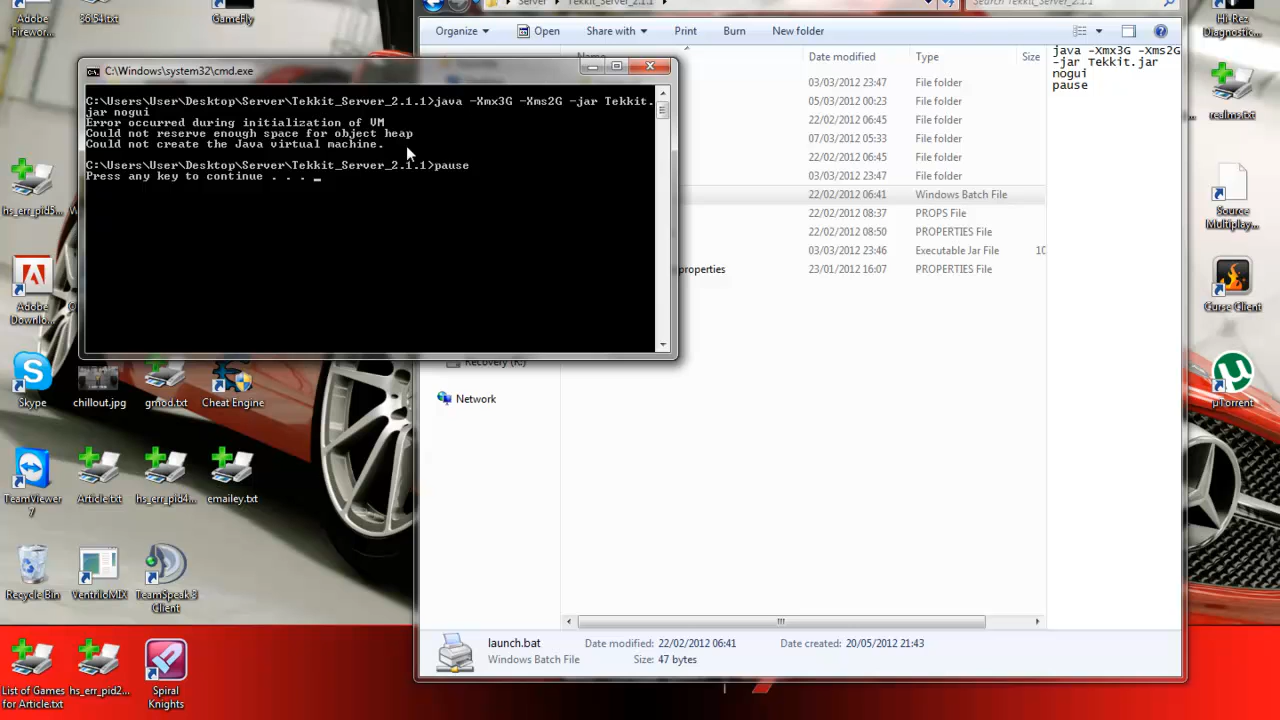 Adobe
Firewor...
36541.txt
GameFly
Server
Tekkit_Server_2.1.1
Search Tekkit_Server_2.1.1
Hi-Rez
Diagnostic...
Organize
Open
Share with
Print
Burn
New folder
C:\Windows\system32\cmd.exe
C:\Users\User\Desktop\Server\Tekkit_Server_2.1.1>java -Xmx3G -Xms2G -jar Tekkit.
jar nogui
Error occurred during initialization of VM
Could not reserve enough space for object heap
Could not create the Java virtual machine.
C:\Users\User\Desktop\Server\Tekkit_Server_2.1.1>pause
Press any key to continue . . . _
Date modified
Type
Size
03/03/2012 23:47
File folder
05/03/2012 00:23
File folder
22/02/2012 06:45
File folder
07/03/2012 05:33
File folder
22/02/2012 06:45
File folder
03/03/2012 23:47
File folder
22/02/2012 06:41
Windows Batch File
22/02/2012 08:37
PROPS File
22/02/2012 08:50
PROPERTIES File
03/03/2012 23:46
Executable Jar File
10
properties
23/01/2012 16:07
PROPERTIES File
java -Xmx3G -Xms2G
-jar Tekkit.jar
nogui
pause
realms.txt
hs_err_pid5...
Source
Multiplay...
Adobe
Downlo...
Curse Client
Recovery (R:)
Network
Skype
chillout.jpg
gmod.txt
Cheat Engine
µTorrent
TeamViewer
7
Article.txt
hs_err_pid4...
emailey.txt
Recycle Bin
VentriloMIX
TeamSpeak 3
Client
launch.bat
Date modified: 22/02/2012 06:41
Date created: 20/05/2012 21:43
Windows Batch File
Size: 47 bytes
List of Games
for Article.txt
hs_err_pid2...
Spiral
Knights